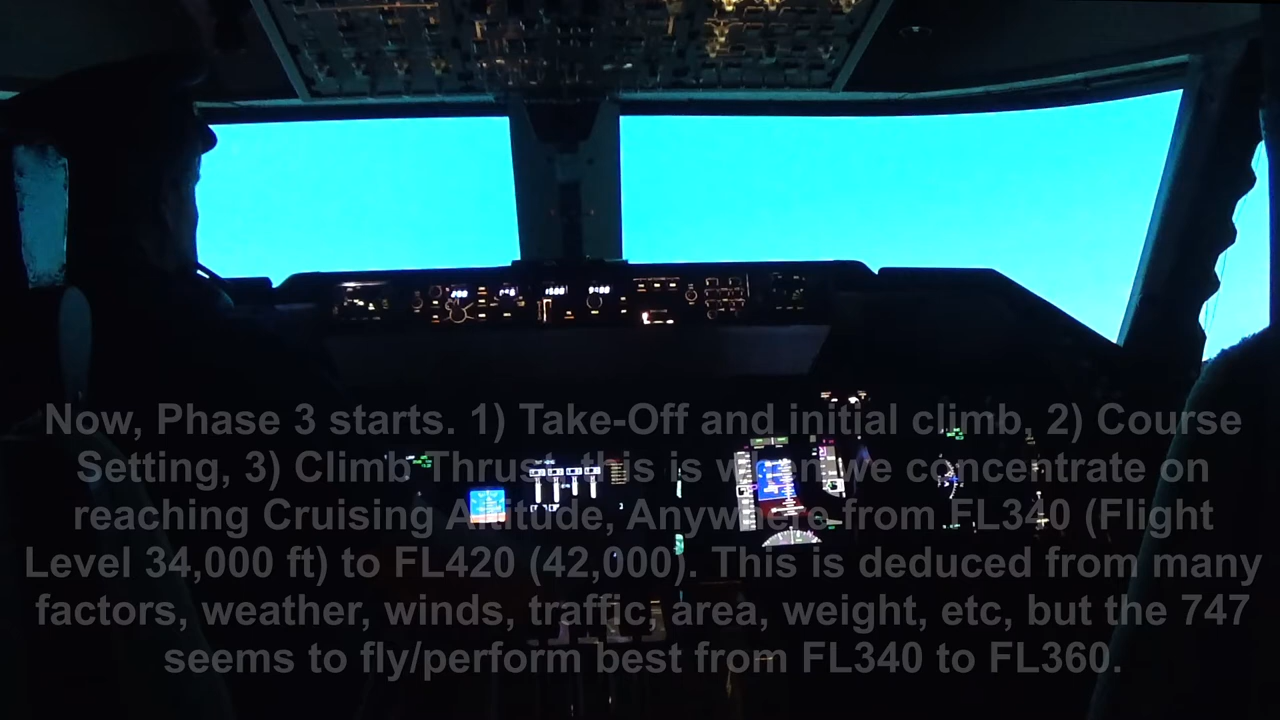 Now, Phase 3 starts. 1) Take-Off and initial climb, 2) Course
Setting, 3) Climb Thrust, this is when we concentrate on
reaching Cruising Altitude, Anywhere from FL340 (Flight
Level 34,000 ft) to FL420 (42,000). This is deduced from many
factors, weather, winds, traffic, area, weight, etc, but the 747
seems to fly/perform best from FL340 to FL360.